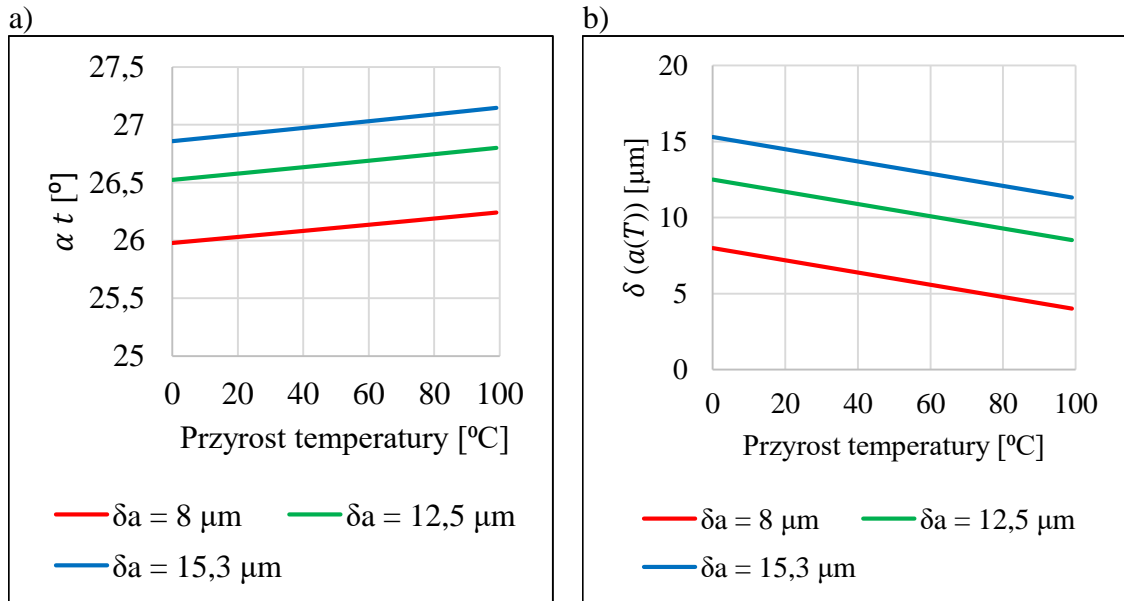 a)
27,5
27
26,5
26
25,5
25
α t [º]
0 20 40 60 80 100
Przyrost temperatury [ºC]
δa = 8 μm δa = 12,5 μm
δa = 15,3 μm
b)
20
15
10
5
0
δ (α(T)) [μm]
0 20 40 60 80 100
Przyrost temperatury [ºC]
δa = 8 μm δa = 12,5 μm
δa = 15,3 μm